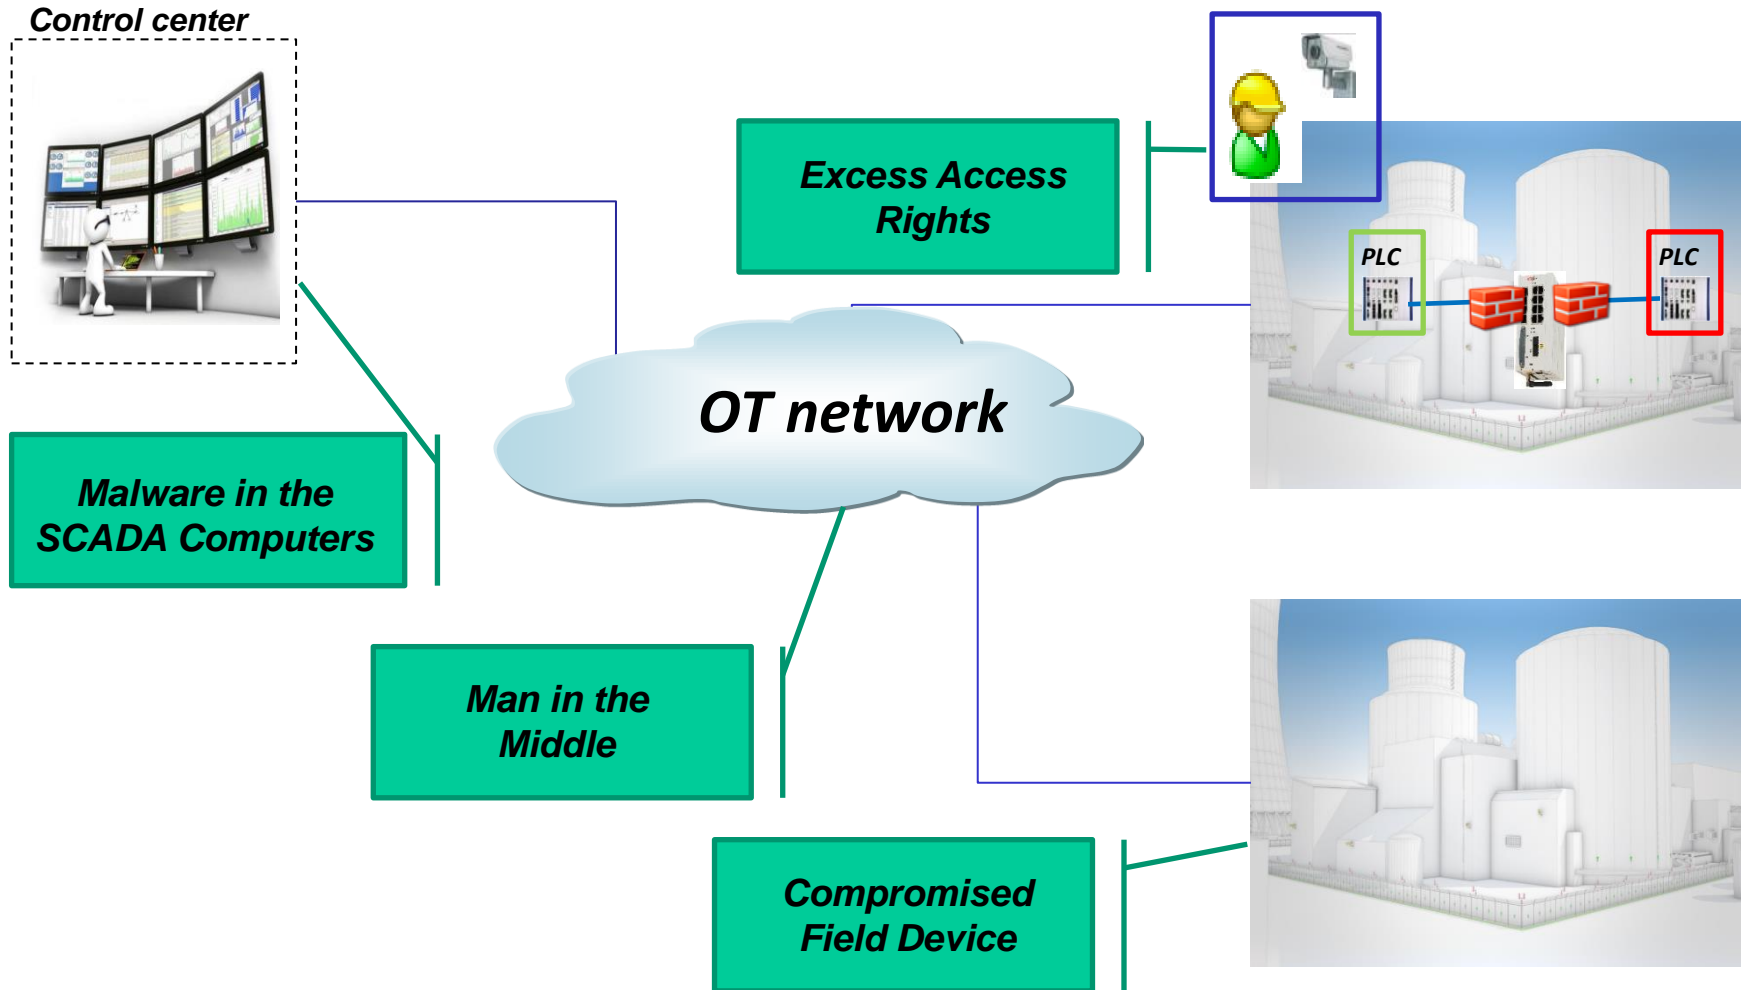 Control center
Excess Access
Rights
PLC
PLC
OT network
Malware in the
SCADA Computers
Man in the
Middle
Compromised
Field Device